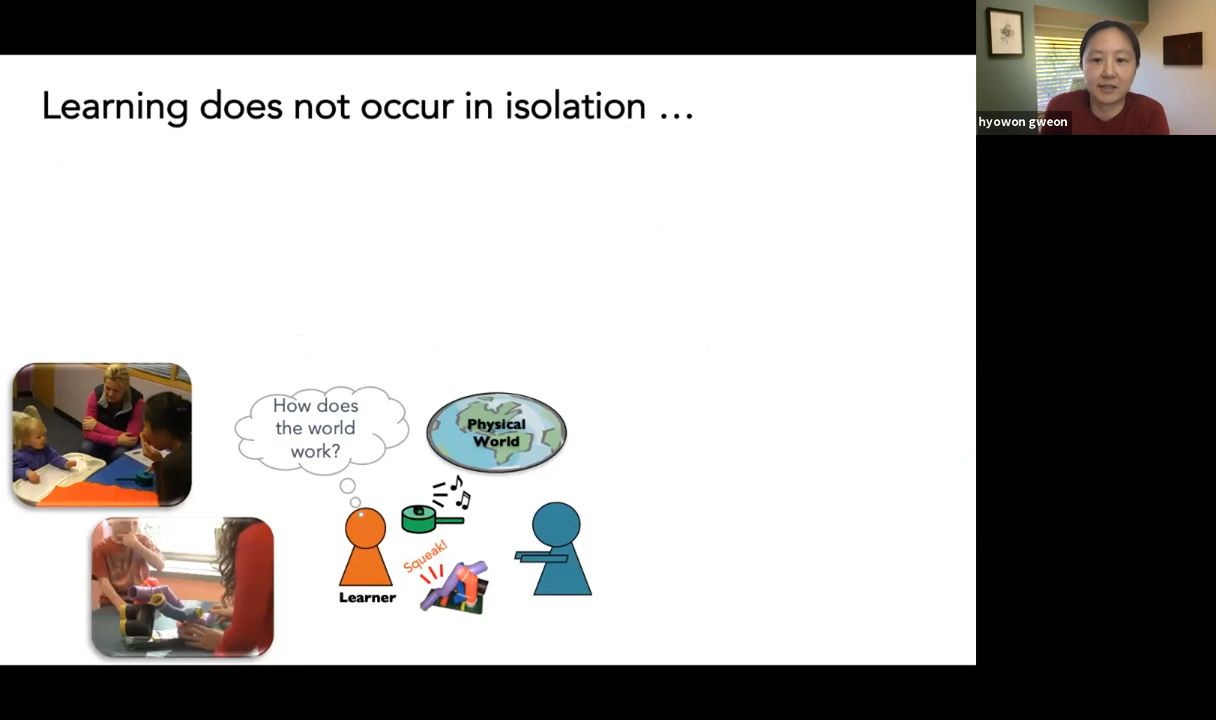 Learning does not occur in isolation …
hyowon gweon
How does
the world
work?
Physical
World
Squeak!
Learner